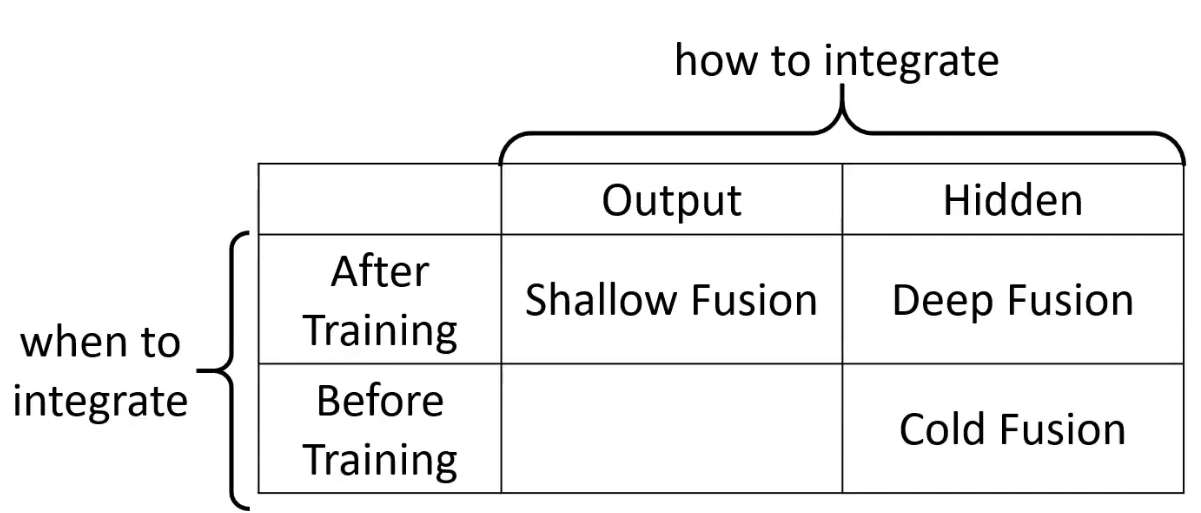 how to integrate
Output
Hidden
After
Training
Shallow Fusion
Deep Fusion
when to
integrate
Before
Training
Cold Fusion